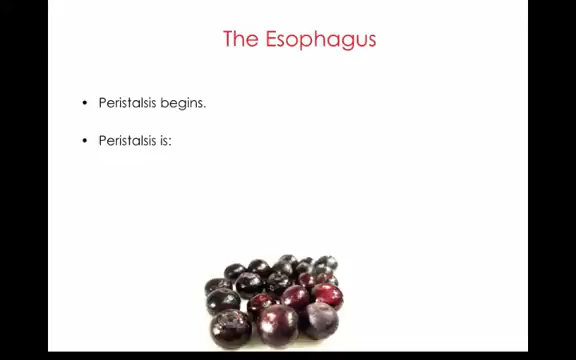 The Esophagus
• Peristalsis begins.
• Peristalsis is: